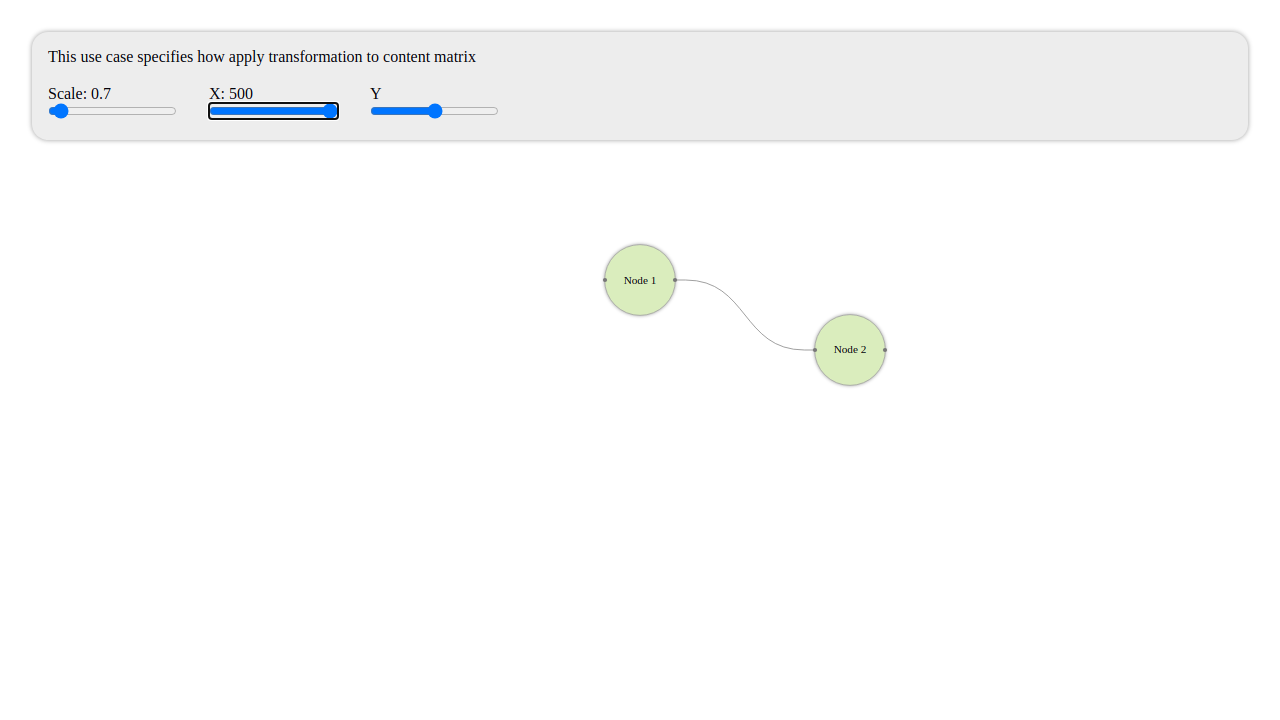 This use case specifies how apply transformation to content matrix
Scale: 0.7
X: 500
Y
Node 1
Node 2